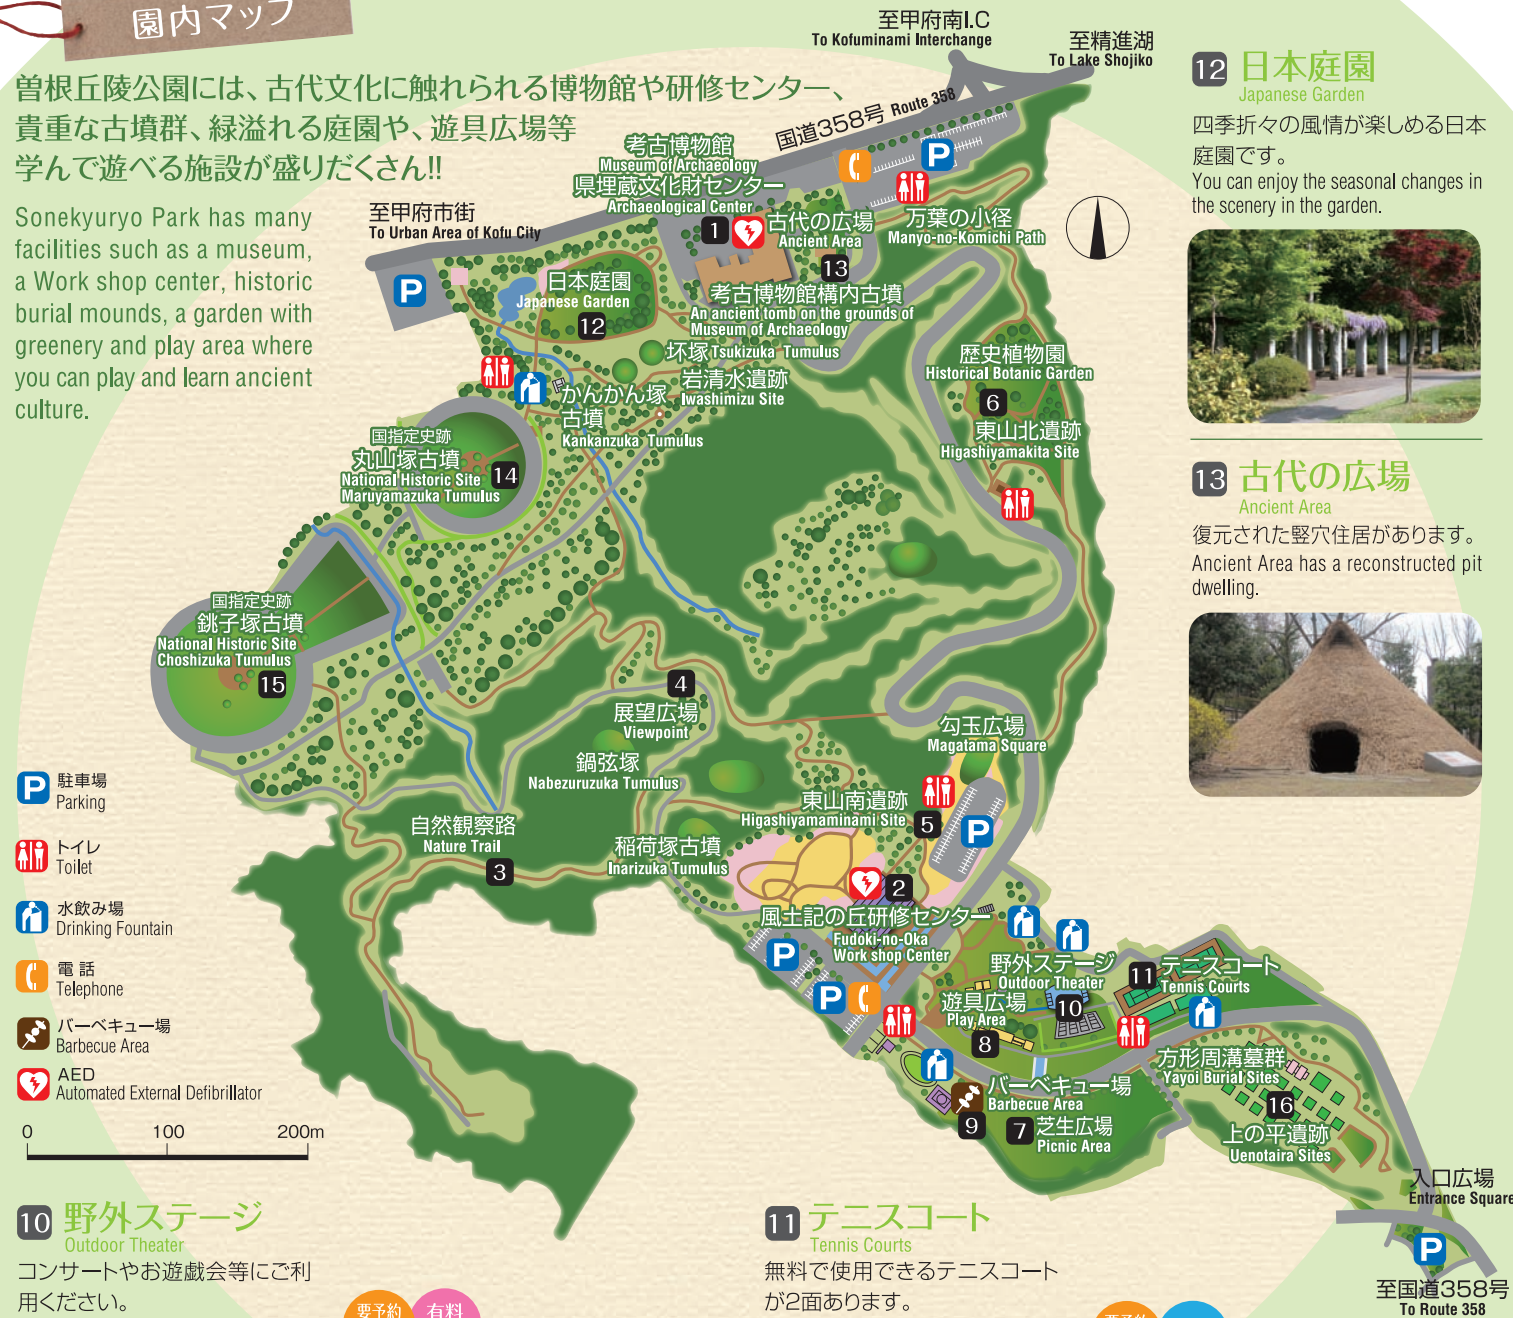 園内マップ
曽根丘陵公園には、古代文化に触れられる博物館や研修センター、
貴重な古墳群、緑溢れる庭園や、遊具広場等
学んで遊べる施設が盛りだくさん!!
Sonekyuryo Park has many
facilities such as a museum,
a Work shop center, historic
burial mounds, a garden with
greenery and play area where
you can play and learn ancient
culture.
至甲府南I.C
To Kofuminami Interchange
至精進湖
To Lake Shojiko
国道358号 Route 358
至甲府市街
To Urban Area of Kofu City
考古博物館
Museum of Archaeology
県埋蔵文化財センター
Archaeological Center
1
古代の広場
Ancient Area
13
万葉の小径
Manyo-no-Komichi Path
P
P
日本庭園
Japanese Garden
12
考古博物館構内古墳
An ancient tomb on the grounds of
Museum of Archaeology
坏塚 Tsukizuka Tumulus
岩清水遺跡
Iwashimizu Site
かんかん塚
古墳
Kankanzuka Tumulus
歴史植物園
Historical Botanic Garden
6
東山北遺跡
Higashiyamakita Site
国指定史跡
丸山塚古墳
National Historic Site
Maruyamazuka Tumulus
14
国指定史跡
銚子塚古墳
National Historic Site
Choshizuka Tumulus
15
4
展望広場
Viewpoint
鍋弦塚
Nabezuruzuka Tumulus
勾玉広場
Magatama Square
東山南遺跡
Higashiyamaminami Site
5
P
自然観察路
Nature Trail
3
稲荷塚古墳
Inarizuka Tumulus
2
風土記の丘研修センター
Fudoki-no-Oka
Work shop Center
P
P
野外ステージ
Outdoor Theater
10
11
テニスコート
Tennis Courts
遊具広場
Play Area
8
バーベキュー場
Barbecue Area
9
7
芝生広場
Picnic Area
方形周溝墓群
Yayoi Burial Sites
16
上の平遺跡
Uenotaira Sites
入口広場
Entrance Square
P
至国道358号
To Route 358
P
駐車場
Parking
トイレ
Toilet
水飲み場
Drinking Fountain
電話
Telephone
バーベキュー場
Barbecue Area
AED
Automated External Defibrillator
0 100 200m
12 日本庭園
Japanese Garden
四季折々の風情が楽しめる日本
庭園です。
You can enjoy the seasonal changes in
the scenery in the garden.
13 古代の広場
Ancient Area
復元された竪穴住居があります。
Ancient Area has a reconstructed pit
dwelling.
10 野外ステージ
Outdoor Theater
コンサートやお遊戯会等にご利
用ください。
要予約 有料
11 テニスコート
Tennis Courts
無料で使用できるテニスコート
が2面あります。